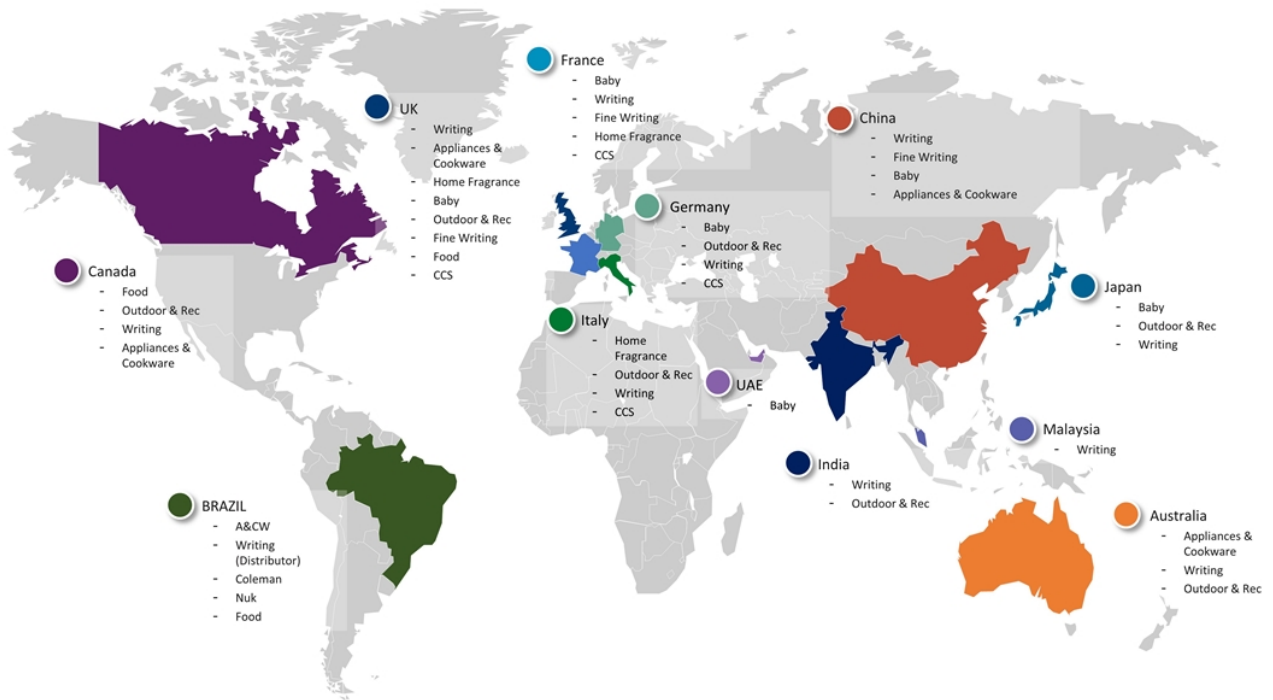 France
- Baby
- Writing
- Fine Writing
- Home Fragrance
- CCS
UK
- Writing
- Appliances &
Cookware
- Home Fragrance
- Baby
- Outdoor & Rec
- Fine Writing
- Food
- CCS
China
- Writing
- Fine Writing
- Baby
- Appliances & Cookware
Germany
- Baby
- Outdoor & Rec
- Writing
- CCS
Canada
- Food
- Outdoor & Rec
- Writing
- Appliances &
Cookware
Japan
- Baby
- Outdoor & Rec
- Writing
Italy
- Home
Fragrance
- Outdoor & Rec
- Writing
- CCS
UAE
- Baby
Malaysia
- Writing
India
- Writing
- Outdoor & Rec
BRAZIL
- A&CW
- Writing
(Distributor)
- Coleman
- Nuk
- Food
Australia
- Appliances &
Cookware
- Writing
- Outdoor & Rec